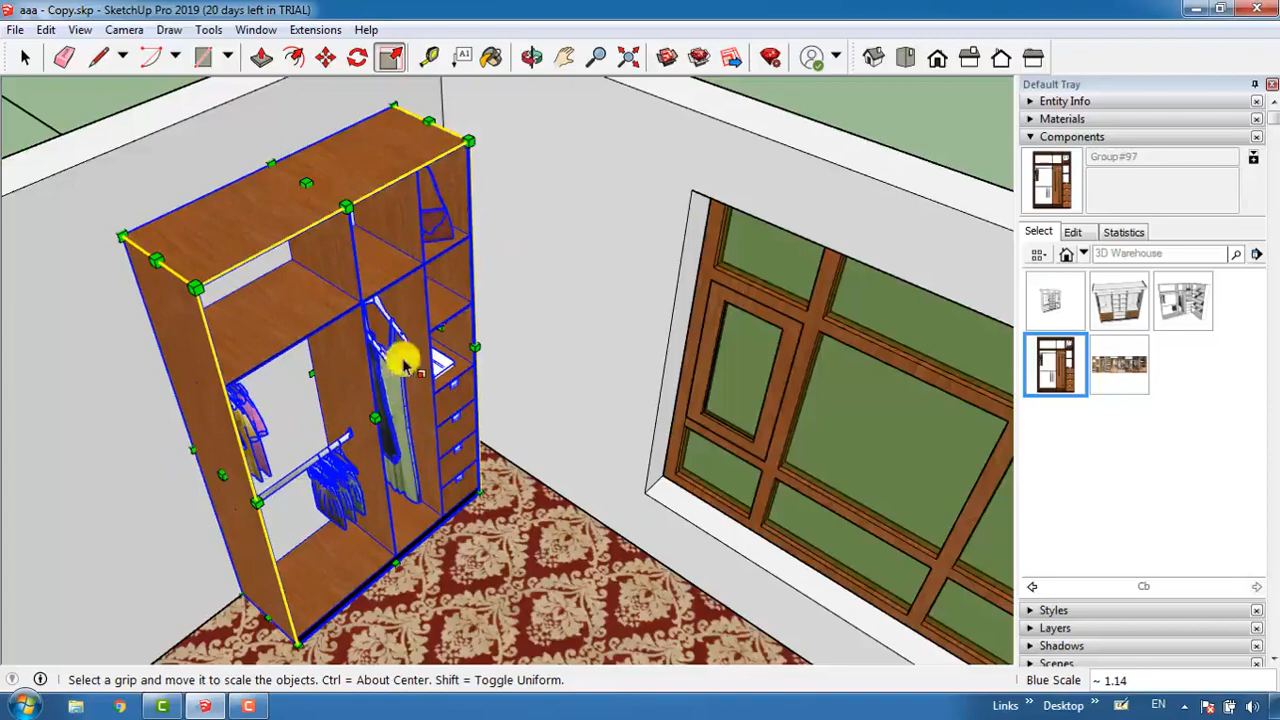 aaa - Copy.skp - SketchUp Pro 2019 (20 days left in TRIAL)
File Edit View Camera Draw Tools Window Extensions Help
A1
Default Tray
Entity Info
Materials
Components
Group#97
Select Edit Statistics
3D Warehouse
Cb
Styles
Layers
Shadows
Scenes
Select a grip and move it to scale the objects. Ctrl = About Center. Shift = Toggle Uniform.
Blue Scale ~ 1.14
Links » Desktop » EN